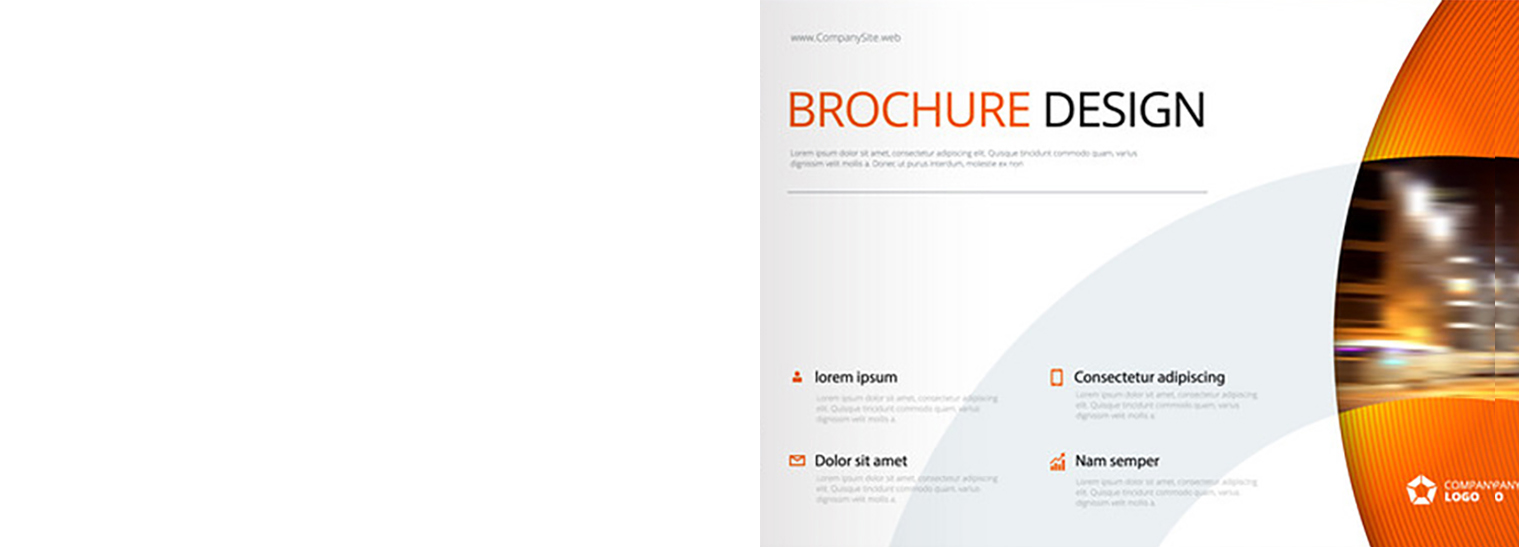 www.CompanySite.web
BROCHURE DESIGN
Lorem ipsum dolor sit amet, consectetur adipiscing elit. Quisque tincidunt commodo quam, varius
dignissim velit mollis a. Donec ut purus interdum, molestie ex non
lorem ipsum
Lorem ipsum dolor sit amet, consectetur adipiscing
elit. Quisque tincidunt commodo quam, varius
dignissim velit mollis a.
Consectetur adipiscing
Lorem ipsum dolor sit amet, consectetur adipiscing
elit. Quisque tincidunt commodo quam, varius
dignissim velit mollis a.
Dolor sit amet
Lorem ipsum dolor sit amet, consectetur adipiscing
elit. Quisque tincidunt commodo quam, varius
dignissim velit mollis a.
Nam semper
Lorem ipsum dolor sit amet, consectetur adipiscing
elit. Quisque tincidunt commodo quam, varius
dignissim velit mollis a.
COMPANYPANY
LOGO O